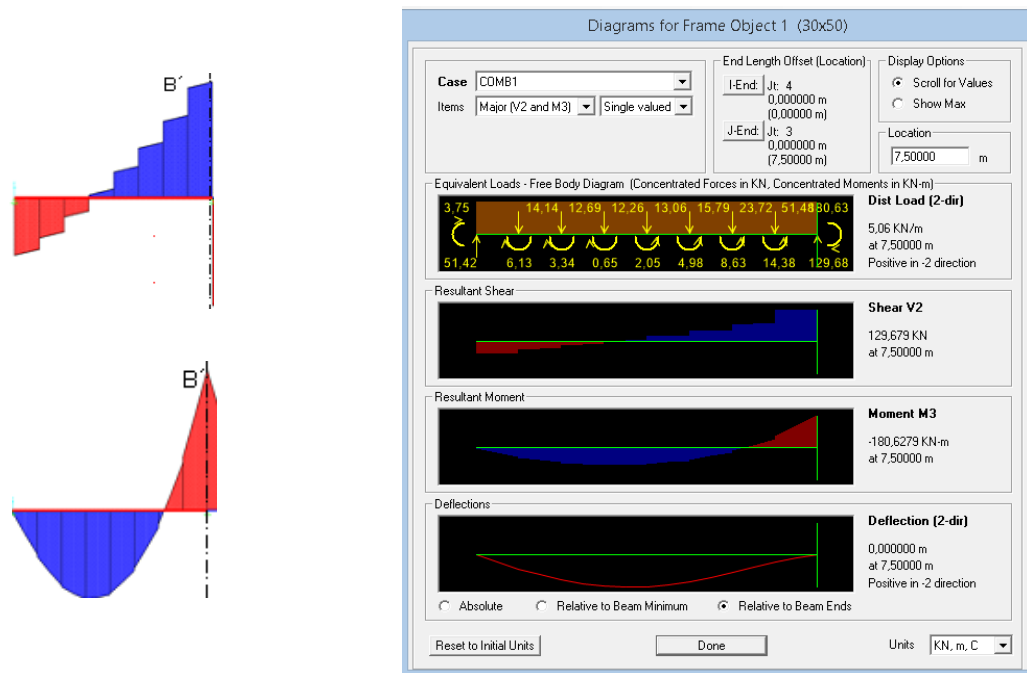 B´
B´
Diagrams for Frame Object 1 (30x50)
Case COMB1
Items Major (V2 and M3) Single valued
End Length Offset (Location)
I-End: Jt: 4
0,000000 m
(0,00000 m)
J-End: Jt: 3
0,000000 m
(7,50000 m)
Display Options
Scroll for Values
Show Max
Location
7,50000 m
Equivalent Loads - Free Body Diagram (Concentrated Forces in KN, Concentrated Moments in KN-m)
3,75 14,14 12,69 12,26 13,06 15,79 23,72 51,48 80,63
51,42 6,13 3,34 0,65 2,05 4,98 8,63 14,38 129,68
Dist Load (2-dir)
5,06 KN/m
at 7,50000 m
Positive in -2 direction
Resultant Shear
Shear V2
129,679 KN
at 7,50000 m
Resultant Moment
Moment M3
-180,6279 KN-m
at 7,50000 m
Deflections
Deflection (2-dir)
0,000000 m
at 7,50000 m
Positive in -2 direction
Absolute Relative to Beam Minimum Relative to Beam Ends
Reset to Initial Units Done Units KN, m, C